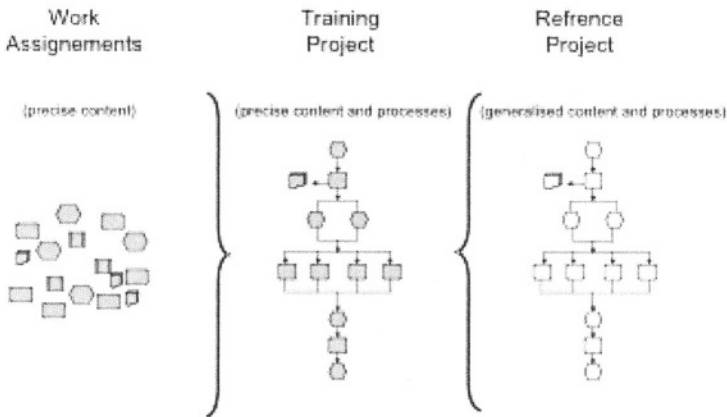 Work
Assignements
Training
Project
Refrence
Project
(precise content)
(precise content and processes)
(generalised content and processes)